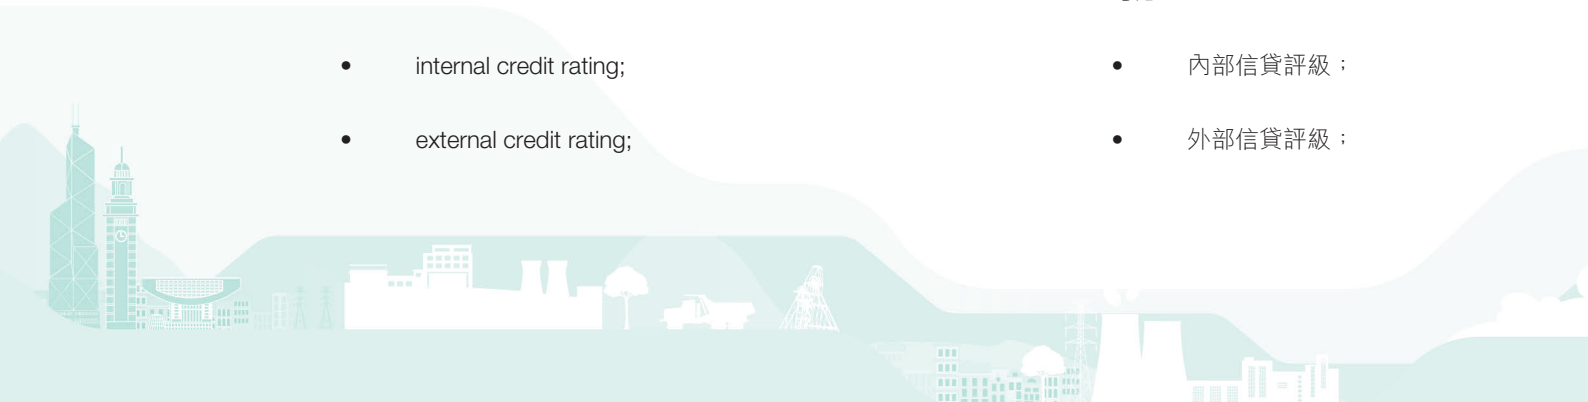 • internal credit rating;
• external credit rating;
• 內部信貸評級；
• 外部信貸評級；